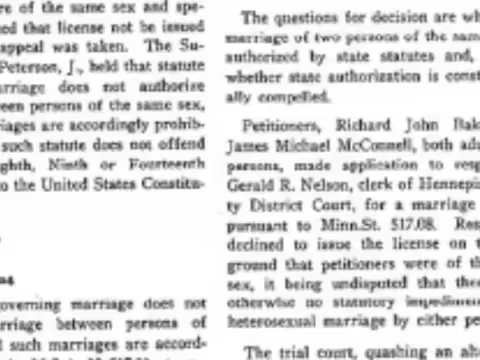 re of the same sex and spe-
ed that license not be issued
appeal was taken. The Su-
Peterson, J., held that statute
arriage does not authorize
een persons of the same sex,
iages are accordingly prohib-
such statute does not offend
ghth, Ninth or Fourteenth
o the United States Constitu-
overning marriage does not
rriage between persons of
such marriages are accord-
The questions for decision are wh
marriage of two persons of the same
authorized by state statutes and,
whether state authorization is const
ally compelled.
Petitioners, Richard John Bak
James Michael McConnell, both adu
persons, made application to resp
Gerald R. Nelson, clerk of Hennepi
ty District Court, for a marriage
pursuant to Minn.St. 517.08. Res
declined to issue the license on t
ground that petitioners were of th
sex, it being undisputed that the
otherwise no statutory impedimen
heterosexual marriage by either pe
The trial court, quashing an al